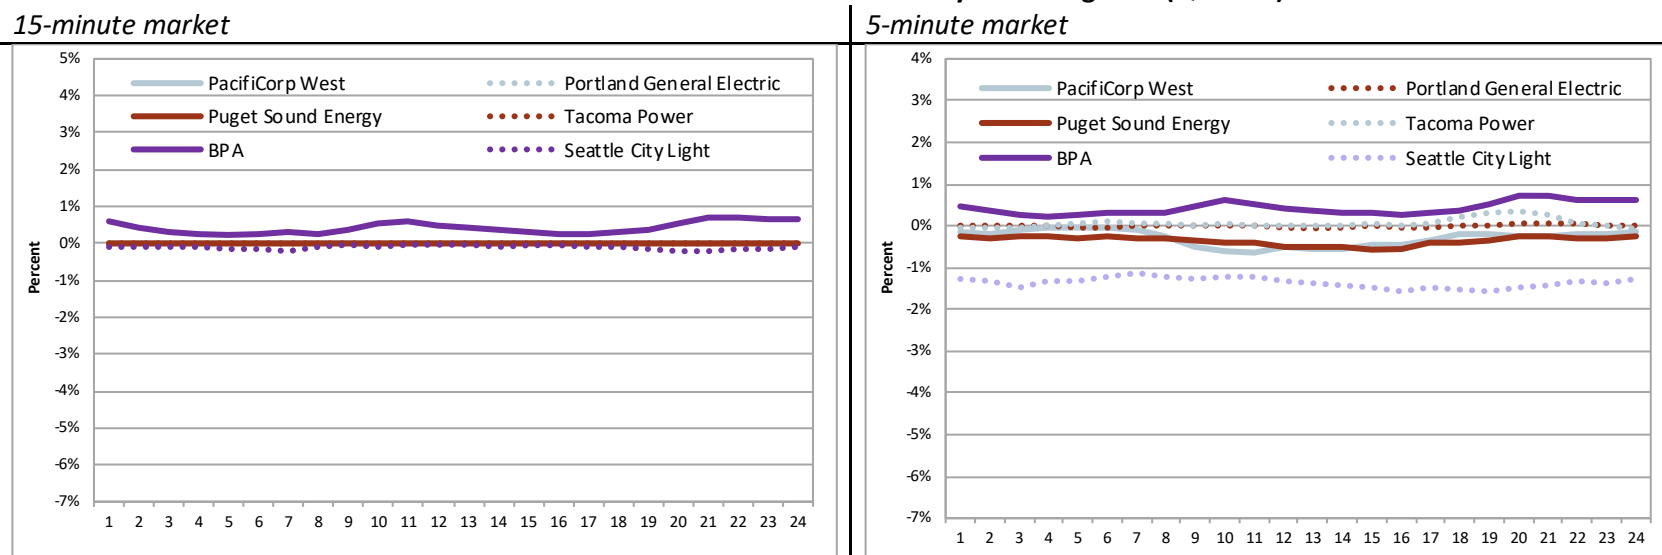 15-minute market
5%
4%
3%
2%
1%
0%
-1%
-2%
-3%
-4%
-5%
-6%
-7%
Percent
PacifiCorp West
Portland General Electric
Puget Sound Energy
Tacoma Power
BPA
Seattle City Light
1 2 3 4 5 6 7 8 9 10 11 12 13 14 15 16 17 18 19 20 21 22 23 24
5-minute market
4%
3%
2%
1%
0%
-1%
-2%
-3%
-4%
-5%
-6%
-7%
Percent
PacifiCorp West
Portland General Electric
Puget Sound Energy
Tacoma Power
BPA
Seattle City Light
1 2 3 4 5 6 7 8 9 10 11 12 13 14 15 16 17 18 19 20 21 22 23 24